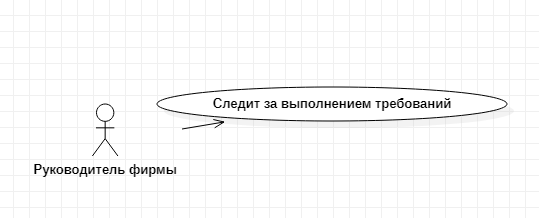 Следит за выполнением требований
Руководитель фирмы